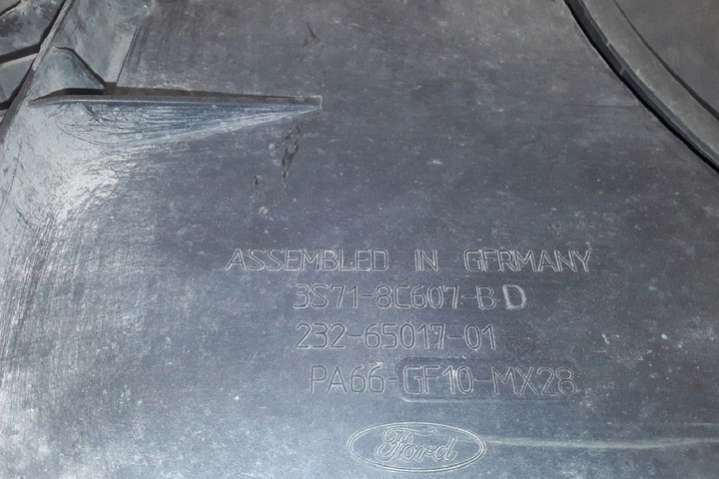 ASSEMBLED IN GERMANY
3S71-8C607-BD
232-65017-01
PA66-GF10-MX28
Ford